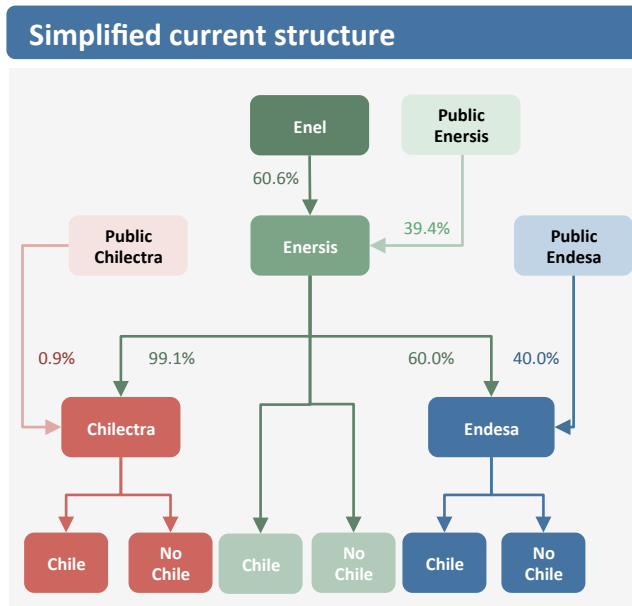 Simplified current structure
Enel
Public
Enersis
60.6%
39.4%
Public
Chilectra
Enersis
Public
Endesa
0.9%
99.1%
60.0%
40.0%
Chilectra
Endesa
Chile
No
Chile
Chile
No
Chile
Chile
No
Chile